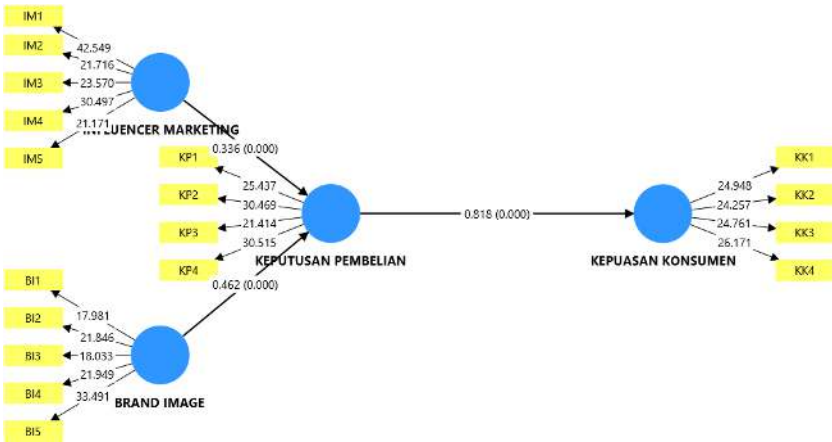 IM1
IM2
IM3
IM4
IM5
42.549
21.716
23.570
30.497
21.171
INFLUENCER MARKETING
0.336 (0.000)
KP1
KP2
KP3
KP4
25.437
30.469
21.414
30.515
KEPUTUSAN PEMBELIAN
0.462 (0.000)
0.818 (0.000)
KK1
KK2
KK3
KK4
24.948
24.257
24.761
26.171
KEPUASAN KONSUMEN
BI1
BI2
BI3
BI4
BI5
17.981
21.846
18.033
21.949
33.491
BRAND IMAGE